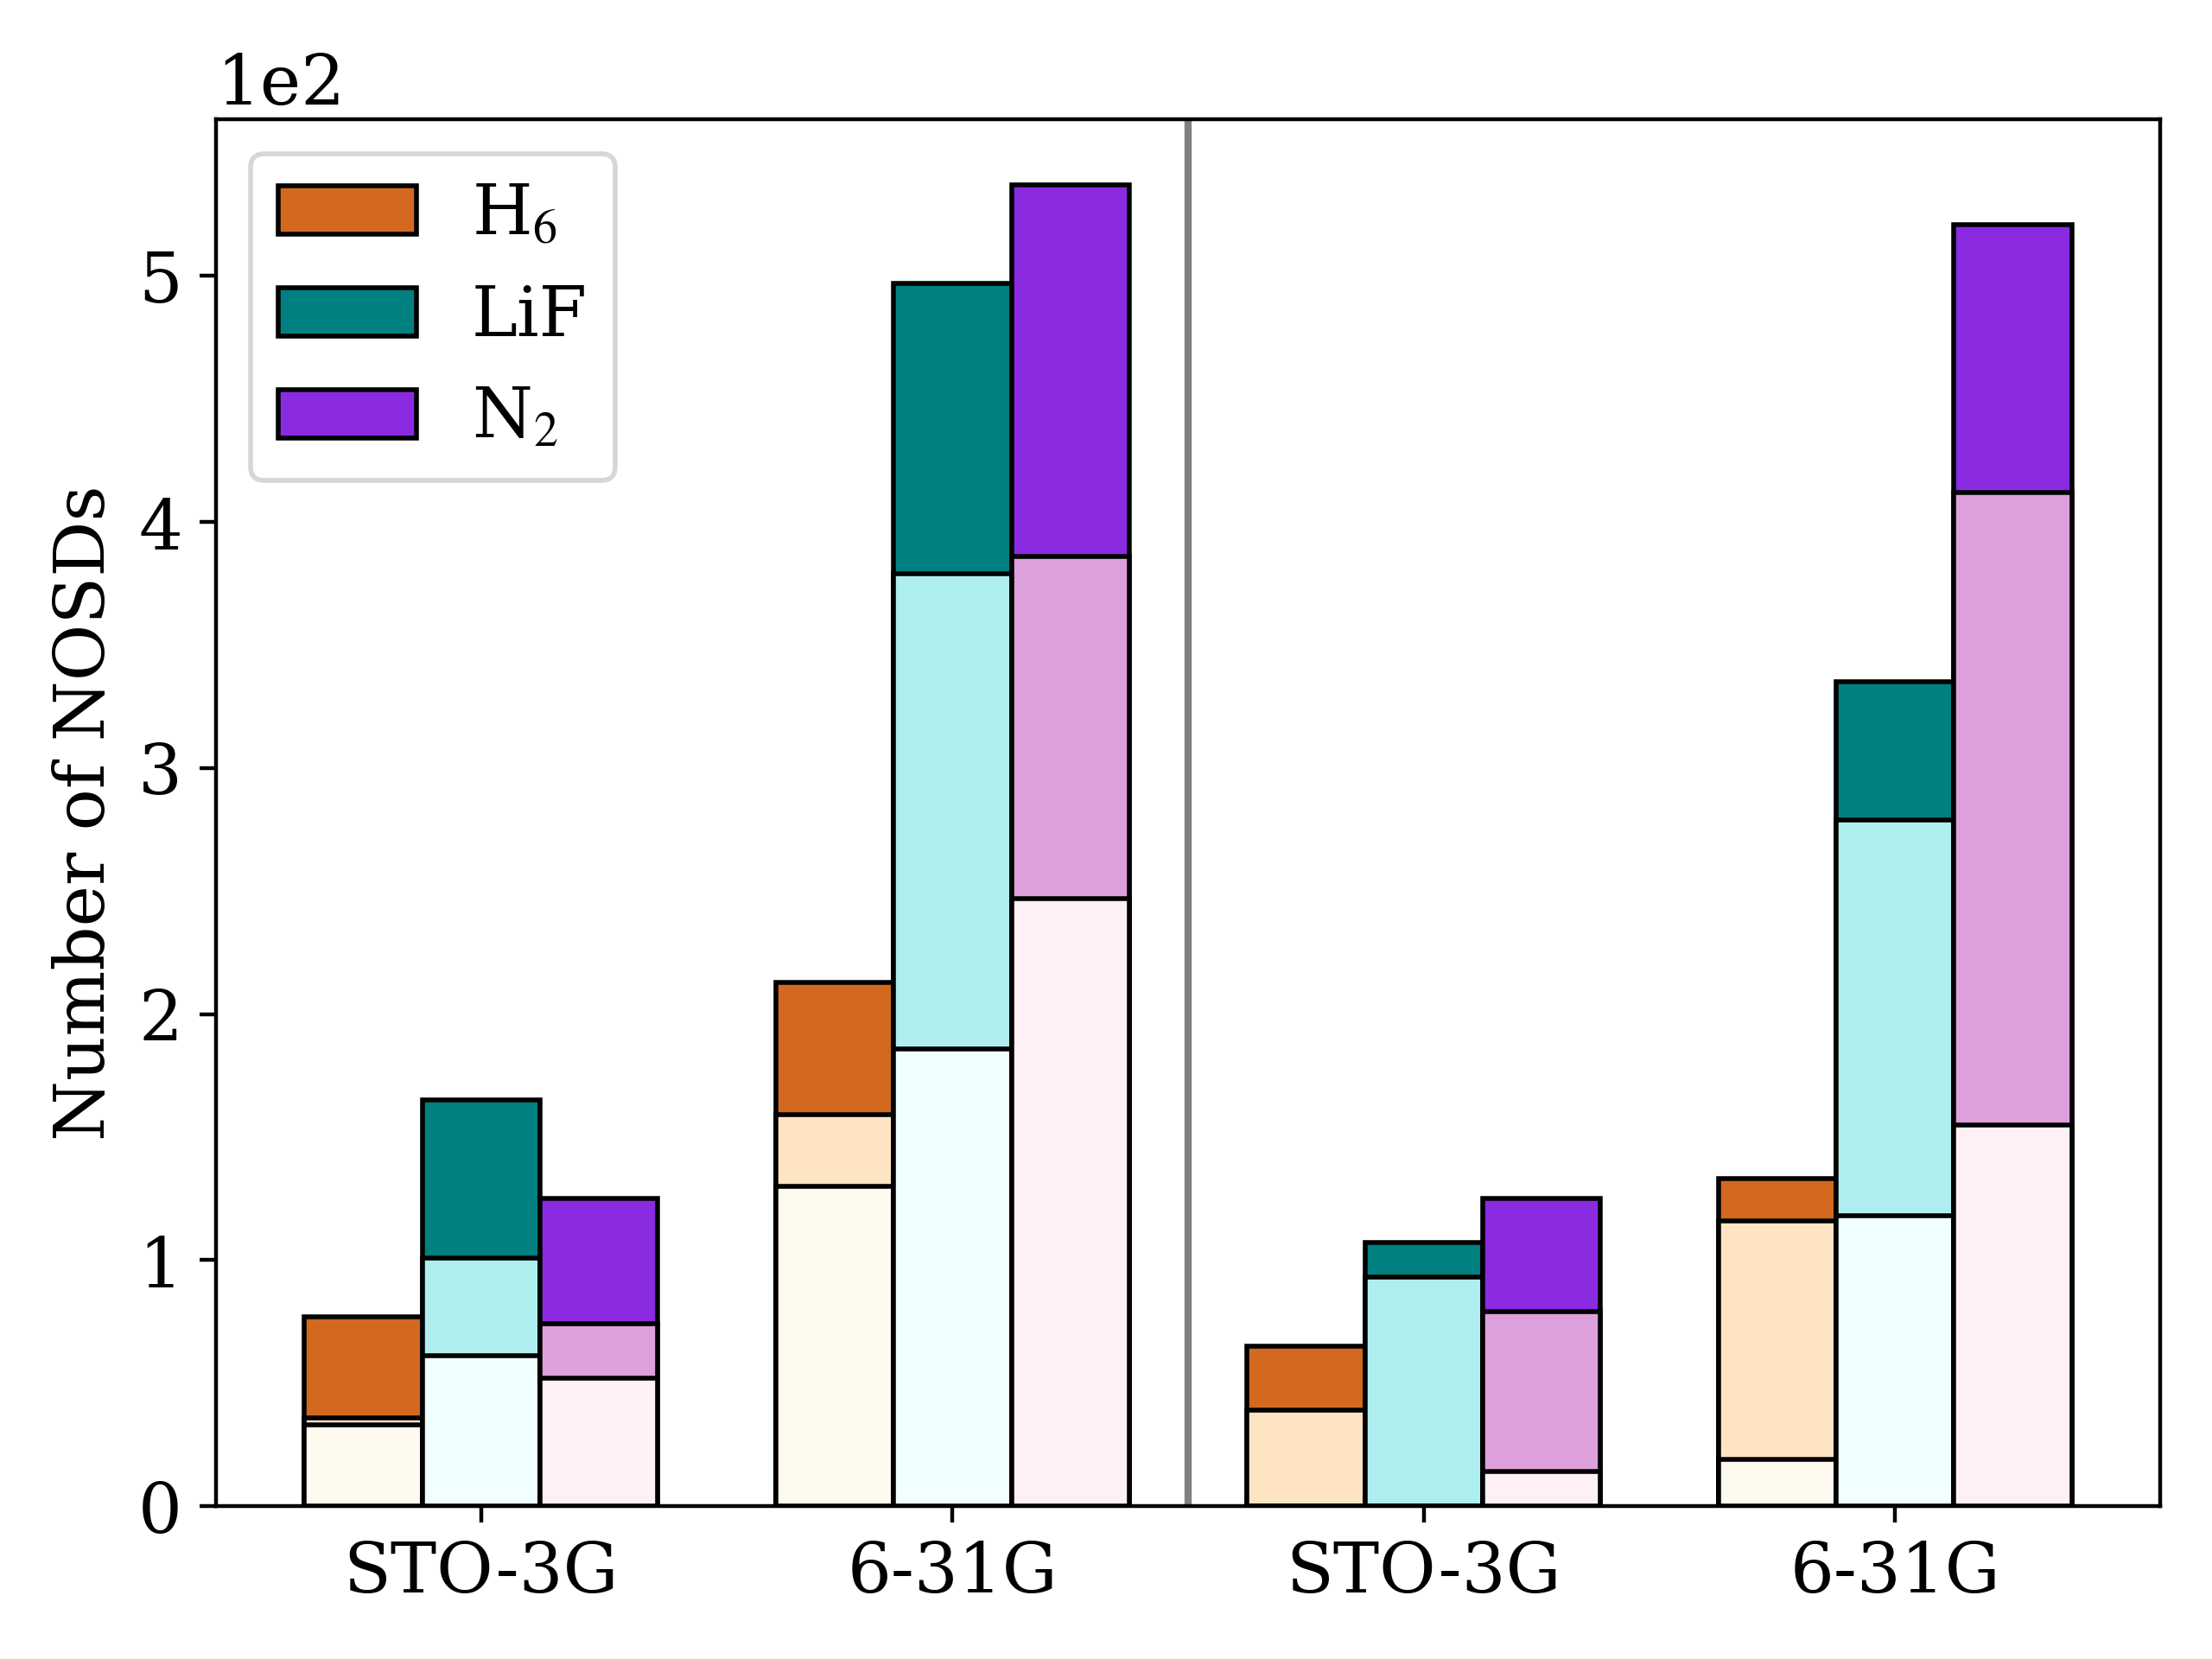 1e2
H₆
LiF
N₂
5
4
3
2
1
0
Number of NOSDs
STO-3G 6-31G STO-3G 6-31G